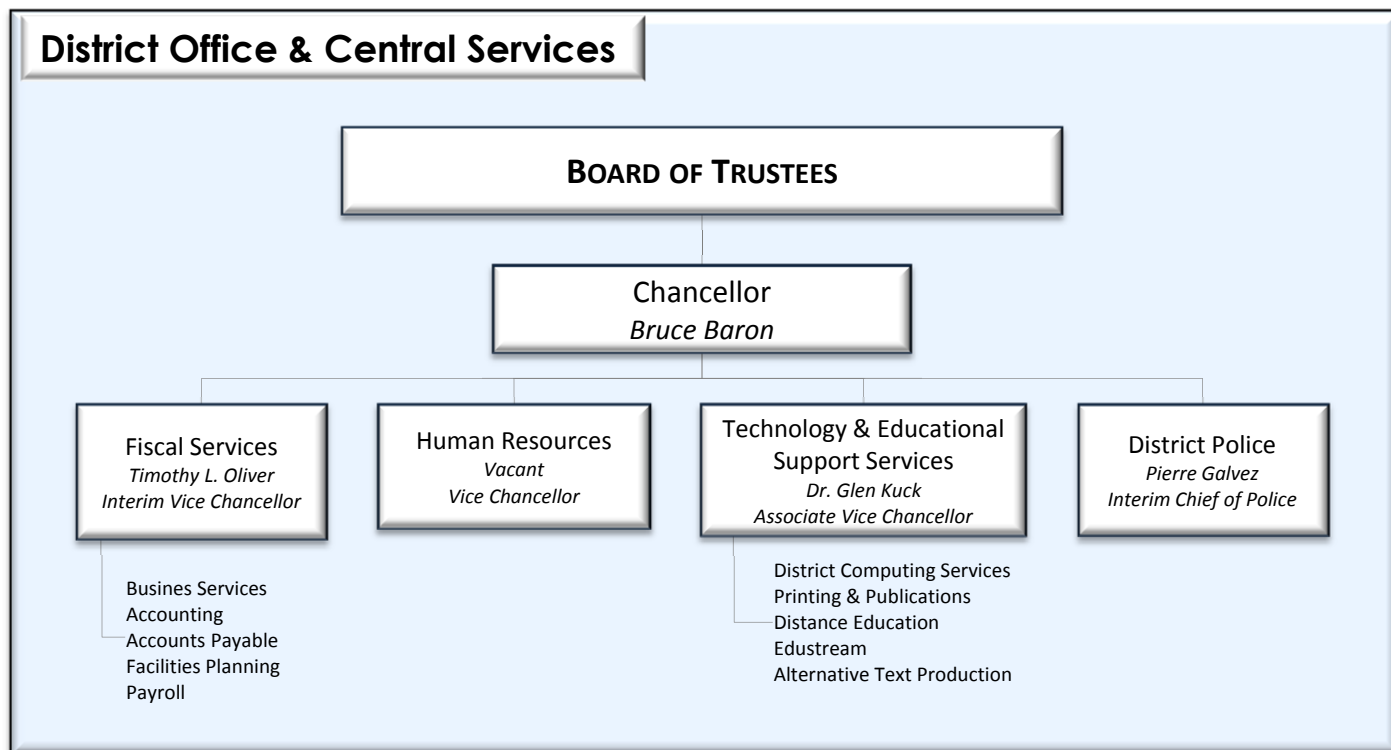 District Office & Central Services
BOARD OF TRUSTEES
Chancellor
Bruce Baron
Fiscal Services
Timothy L. Oliver
Interim Vice Chancellor
Human Resources
Vacant
Vice Chancellor
Technology & Educational
Support Services
Dr. Glen Kuck
Associate Vice Chancellor
District Police
Pierre Galvez
Interim Chief of Police
Busines Services
Accounting
Accounts Payable
Facilities Planning
Payroll
District Computing Services
Printing & Publications
Distance Education
Edustream
Alternative Text Production